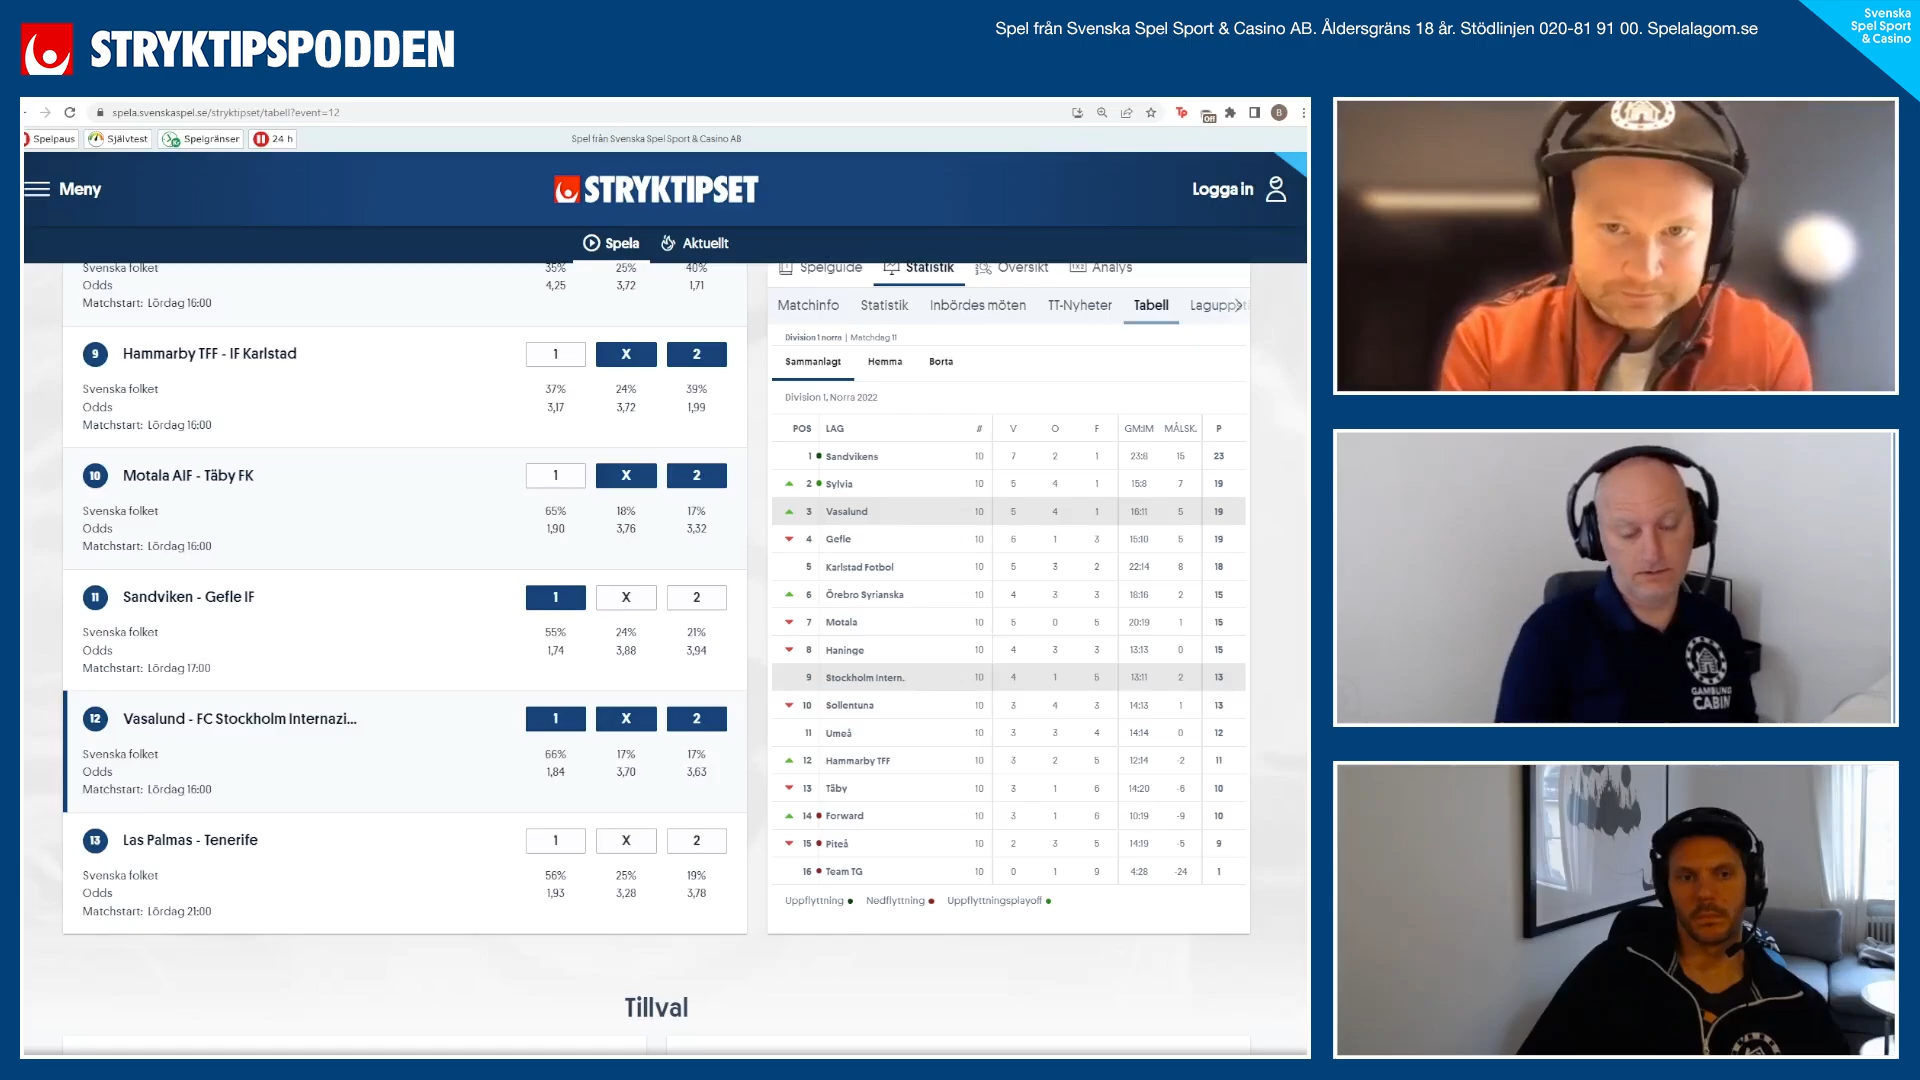 STRYKTIPSPODDEN
Spel från Svenska Spel Sport & Casino AB. Åldersgräns 18 år. Stödlinjen 020-81 91 00. Spelalagom.se
Svenska
Spel Sport
& Casino
spela.svenskaspel.se/stryktipset/tabell?event=12
Off
B
Spelpaus Självtest Spelgränser 24 h
Spel från Svenska Spel Sport & Casino AB
Meny
STRYKTIPSET
Logga in
Spela Aktuellt
Svenska folket 35% 25% 40%
Odds 4,25 3,72 1,71
Matchstart: Lördag 16:00
9 Hammarby TFF - IF Karlstad 1 X 2
Svenska folket 37% 24% 39%
Odds 3,17 3,72 1,99
Matchstart: Lördag 16:00
10 Motala AIF - Täby FK 1 X 2
Svenska folket 65% 18% 17%
Odds 1,90 3,76 3,32
Matchstart: Lördag 16:00
11 Sandviken - Gefle IF 1 X 2
Svenska folket 55% 24% 21%
Odds 1,74 3,88 3,94
Matchstart: Lördag 17:00
12 Vasalund - FC Stockholm Internazi... 1 X 2
Svenska folket 66% 17% 17%
Odds 1,84 3,70 3,63
Matchstart: Lördag 16:00
13 Las Palmas - Tenerife 1 X 2
Svenska folket 56% 25% 19%
Odds 1,93 3,28 3,78
Matchstart: Lördag 21:00
Spelguide Statistik Översikt Analys
Matchinfo Statistik Inbördes möten TT-Nyheter Tabell
Division 1 norra | Matchdag 11
Sammanlagt Hemma Borta
Division 1, Norra 2022
POS LAG # V O F GM:IM MÅLSK. P
1 Sandvikens 10 7 2 1 23:8 15 23
2 Sylvia 10 5 4 1 15:8 7 19
3 Vasalund 10 5 4 1 16:11 5 19
4 Gefle 10 6 1 3 15:10 5 19
5 Karlstad Fotbol 10 5 3 2 22:14 8 18
6 Örebro Syrianska 10 4 3 3 18:16 2 15
7 Motala 10 5 0 5 20:19 1 15
8 Haninge 10 4 3 3 13:13 0 15
9 Stockholm Intern. 10 4 1 5 13:11 2 13
10 Sollentuna 10 3 4 3 14:13 1 13
11 Umeå 10 3 3 4 14:14 0 12
12 Hammarby TFF 10 3 2 5 12:14 -2 11
13 Täby 10 3 1 6 14:20 -6 10
14 Forward 10 3 1 6 10:19 -9 10
15 Piteå 10 2 3 5 14:19 -5 9
16 Team TG 10 0 1 9 4:28 -24 1
Uppflyttning Nedflyttning Uppflyttningsplayoff
Tillval
GAMBLING
CABIN